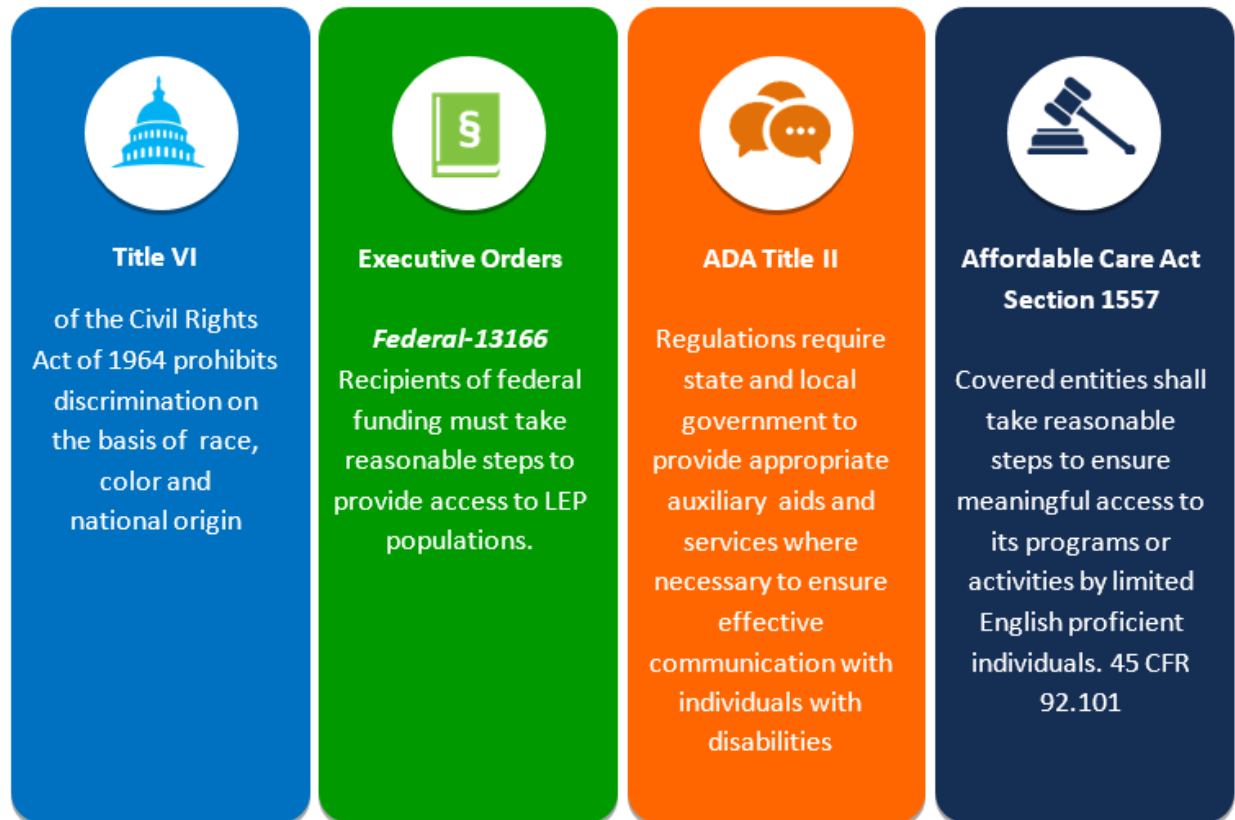 Title VI
of the Civil Rights
Act of 1964 prohibits
discrimination on
the basis of  race,
color and
national origin
§
Executive Orders
Federal-13166
Recipients of federal
funding must take
reasonable steps to
provide access to LEP
populations.
ADA Title II
Regulations require
state and local
government to
provide appropriate
auxiliary  aids and
services where
necessary to ensure
effective
communication with
individuals with
disabilities
Affordable Care Act
Section 1557
Covered entities shall
take reasonable
steps to ensure
meaningful access to
its programs or
activities by limited
English proficient
individuals. 45 CFR
92.101